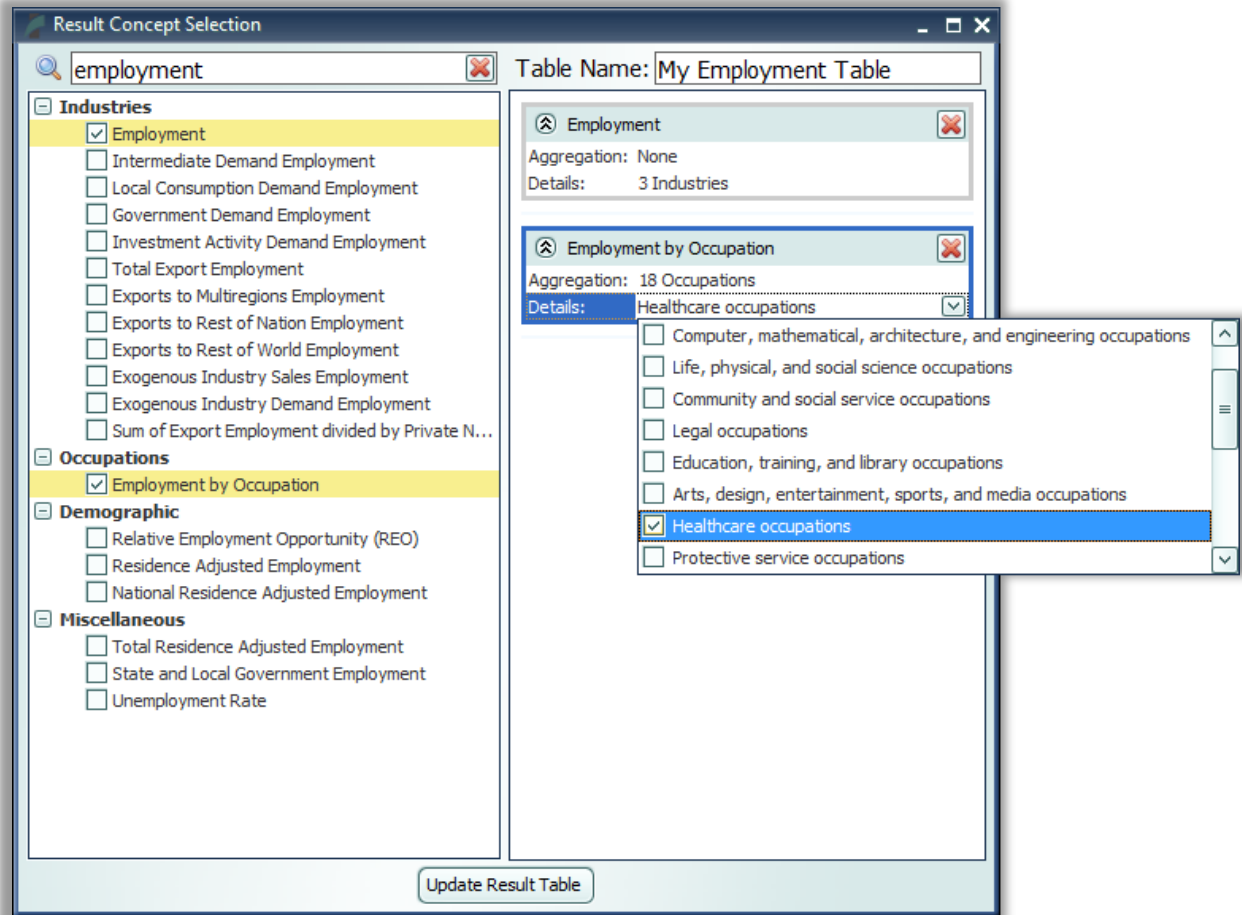 Result Concept Selection
employment
Table Name: My Employment Table
Industries
Employment
Intermediate Demand Employment
Local Consumption Demand Employment
Government Demand Employment
Investment Activity Demand Employment
Total Export Employment
Exports to Multiregions Employment
Exports to Rest of Nation Employment
Exports to Rest of World Employment
Exogenous Industry Sales Employment
Exogenous Industry Demand Employment
Sum of Export Employment divided by Private N...
Occupations
Employment by Occupation
Demographic
Relative Employment Opportunity (REO)
Residence Adjusted Employment
National Residence Adjusted Employment
Miscellaneous
Total Residence Adjusted Employment
State and Local Government Employment
Unemployment Rate
Employment
Aggregation: None
Details: 3 Industries
Employment by Occupation
Aggregation: 18 Occupations
Details: Healthcare occupations
Computer, mathematical, architecture, and engineering occupations
Life, physical, and social science occupations
Community and social service occupations
Legal occupations
Education, training, and library occupations
Arts, design, entertainment, sports, and media occupations
Healthcare occupations
Protective service occupations
Update Result Table